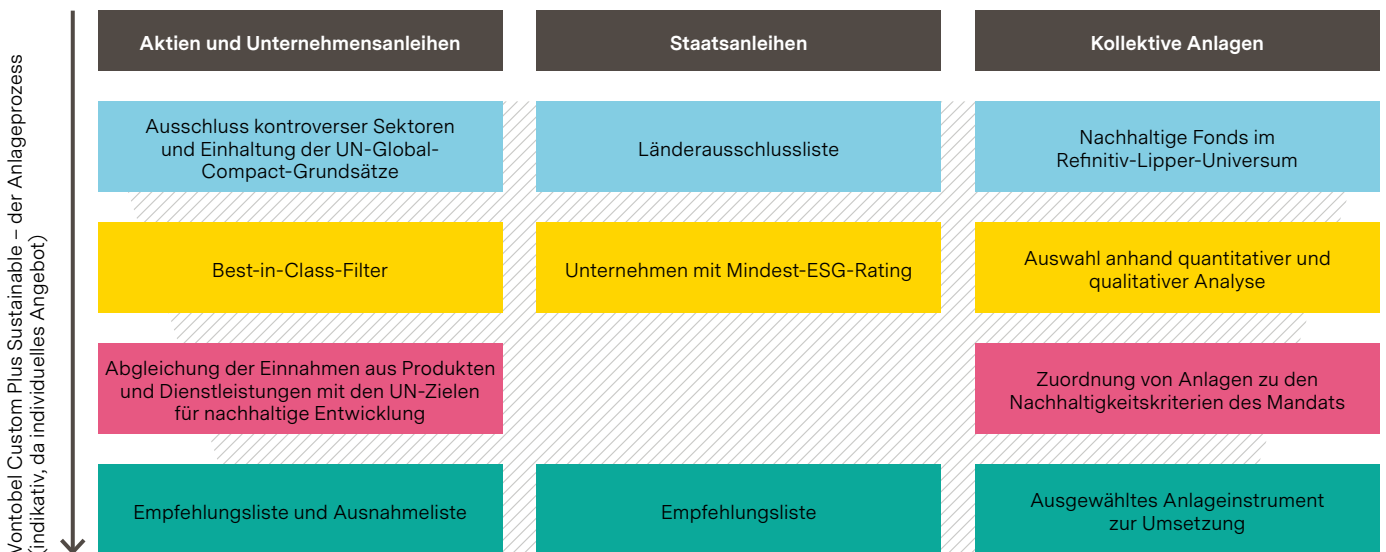 Vontobel Custom Plus Sustainable – der Anlageprozess
(indikativ, da individuelles Angebot)
Aktien und Unternehmensanleihen
Staatsanleihen
Kollektive Anlagen
Ausschluss kontroverser Sektoren
und Einhaltung der UN-Global-
Compact-Grundsätze
Länderausschlussliste
Nachhaltige Fonds im
Refinitiv-Lipper-Universum
Best-in-Class-Filter
Unternehmen mit Mindest-ESG-Rating
Auswahl anhand quantitativer und
qualitativer Analyse
Abgleichung der Einnahmen aus Produkten
und Dienstleistungen mit den UN-Zielen
für nachhaltige Entwicklung
Zuordnung von Anlagen zu den
Nachhaltigkeitskriterien des Mandats
Empfehlungsliste und Ausnahmeliste
Empfehlungsliste
Ausgewähltes Anlageinstrument
zur Umsetzung